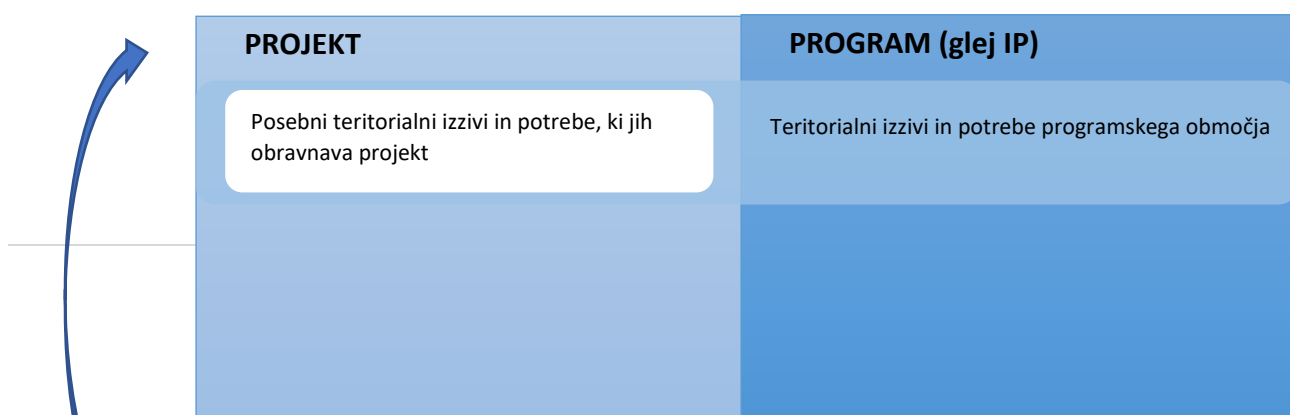 PROJEKT
PROGRAM (glej IP)
Posebni teritorialni izzivi in potrebe, ki jih
obravnava projekt
Teritorialni izzivi in potrebe programskega območja